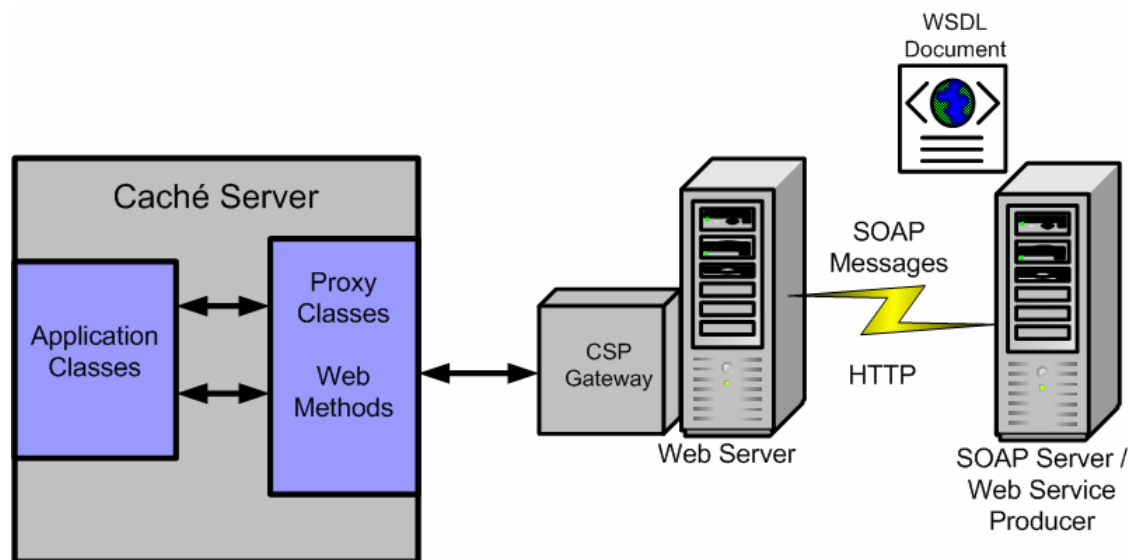 WSDL
Document
Caché Server
Application
Classes
Proxy
Classes
Web
Methods
CSP
Gateway
Web Server
SOAP
Messages
HTTP
SOAP Server /
Web Service
Producer